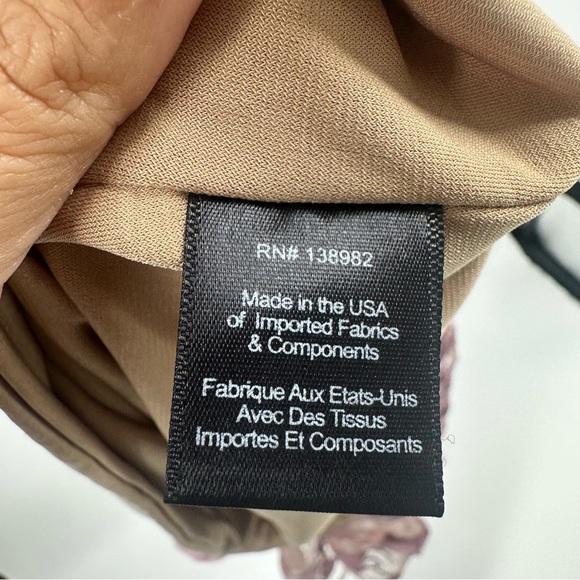 RN# 138982
Made in the USA
of Imported Fabrics
& Components
Fabrique Aux Etats-Unis
Avec Des Tissus
Importes Et Composants